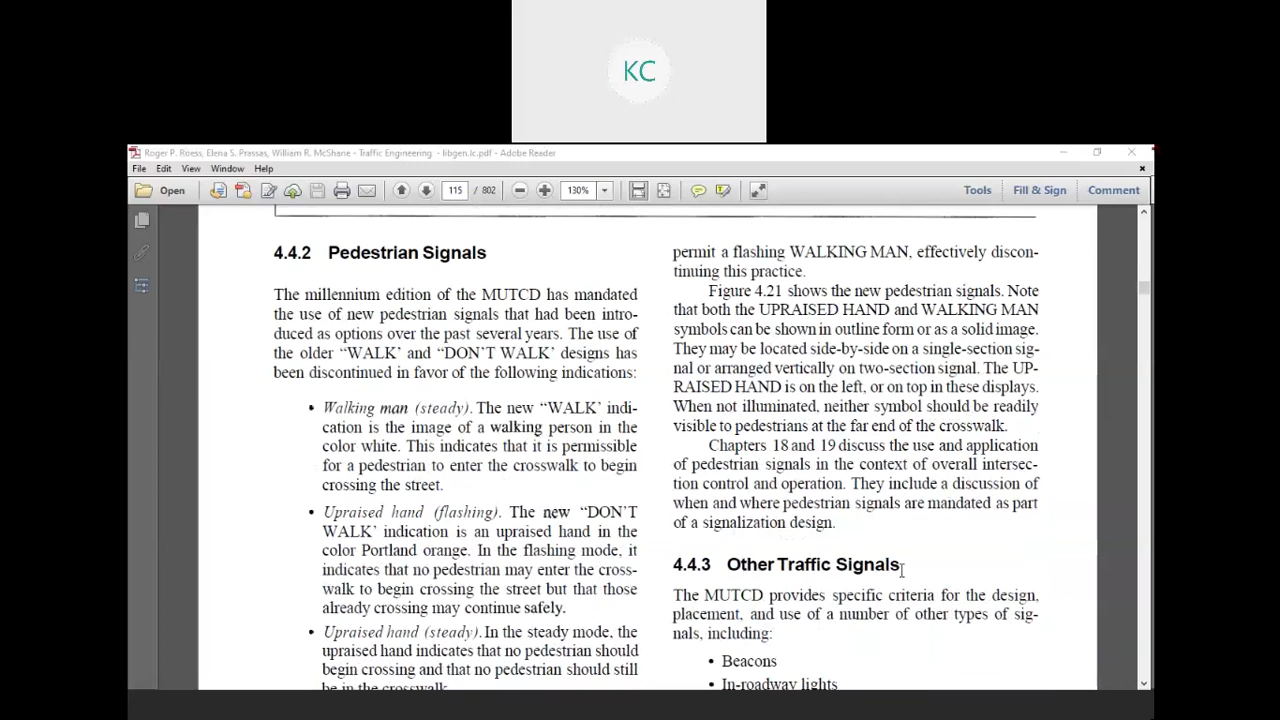 KC
Roger P. Roess, Elena S. Prassas, William R. McShane - Traffic Engineering - libgen.lc.pdf - Adobe Reader
File Edit View Window Help
Open 115 / 802 130% Tools Fill & Sign Comment
4.4.2 Pedestrian Signals
The millennium edition of the MUTCD has mandated
the use of new pedestrian signals that had been intro-
duced as options over the past several years. The use of
the older “WALK’ and “DON’T WALK’ designs has
been discontinued in favor of the following indications:
• Walking man (steady). The new “WALK’ indi-
cation is the image of a walking person in the
color white. This indicates that it is permissible
for a pedestrian to enter the crosswalk to begin
crossing the street.
• Upraised hand (flashing). The new “DON’T
WALK’ indication is an upraised hand in the
color Portland orange. In the flashing mode, it
indicates that no pedestrian may enter the cross-
walk to begin crossing the street but that those
already crossing may continue safely.
• Upraised hand (steady). In the steady mode, the
upraised hand indicates that no pedestrian should
begin crossing and that no pedestrian should still
be in the crosswalk.
permit a flashing WALKING MAN, effectively discon-
tinuing this practice.
Figure 4.21 shows the new pedestrian signals. Note
that both the UPRAISED HAND and WALKING MAN
symbols can be shown in outline form or as a solid image.
They may be located side-by-side on a single-section sig-
nal or arranged vertically on two-section signal. The UP-
RAISED HAND is on the left, or on top in these displays.
When not illuminated, neither symbol should be readily
visible to pedestrians at the far end of the crosswalk.
Chapters 18 and 19 discuss the use and application
of pedestrian signals in the context of overall intersec-
tion control and operation. They include a discussion of
when and where pedestrian signals are mandated as part
of a signalization design.
4.4.3 Other Traffic Signals
The MUTCD provides specific criteria for the design,
placement, and use of a number of other types of sig-
nals, including:
• Beacons
• In-roadway lights